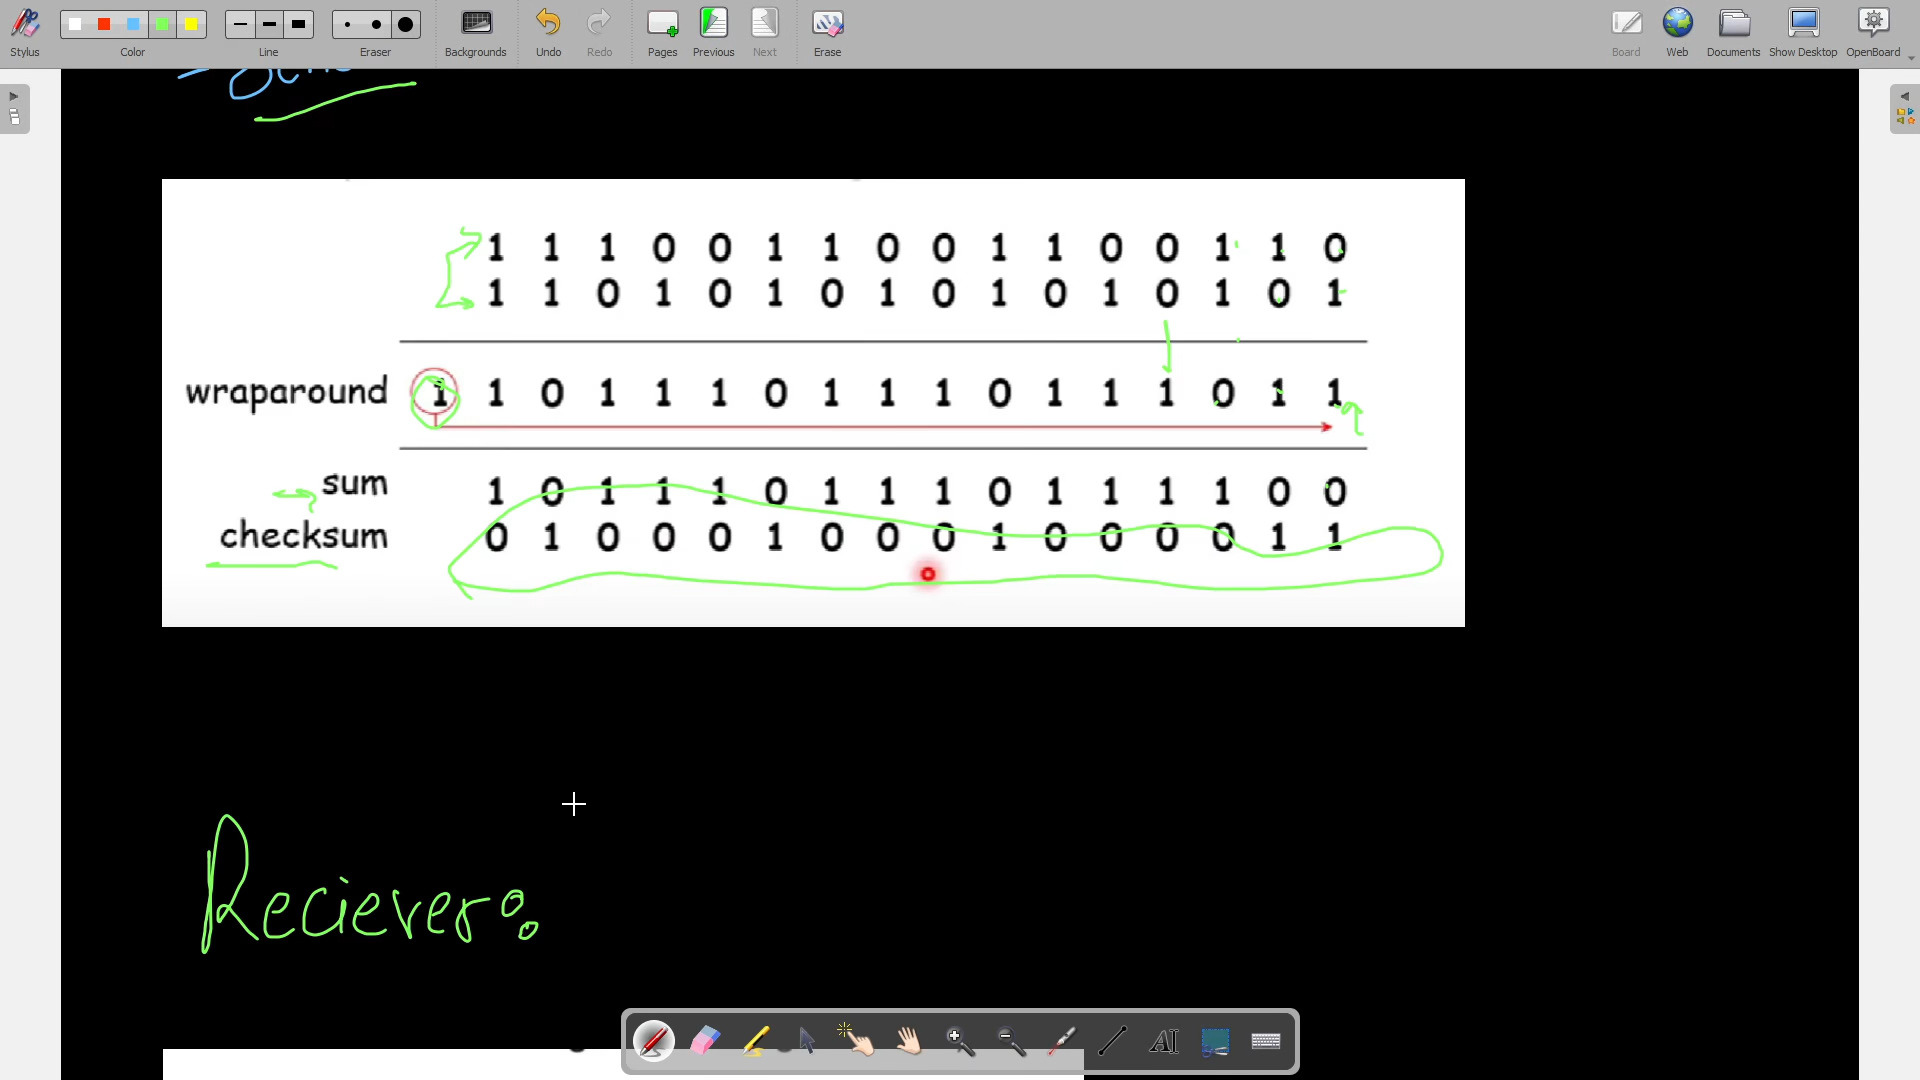 Stylus Color Line Eraser Backgrounds Undo Redo Pages Previous Next Erase Board Web Documents Show Desktop OpenBoard
1 1 1 0 0 1 1 0 0 1 1 0 0 1 1 0
1 1 0 1 0 1 0 1 0 1 0 1 0 1 0 1
wraparound 1 1 0 1 1 1 0 1 1 1 0 1 1 1 0 1 1
sum 1 0 1 1 1 0 1 1 1 0 1 1 1 1 0 0
checksum 0 1 0 0 0 1 0 0 0 1 0 0 0 0 1 1
Reciever:
AI